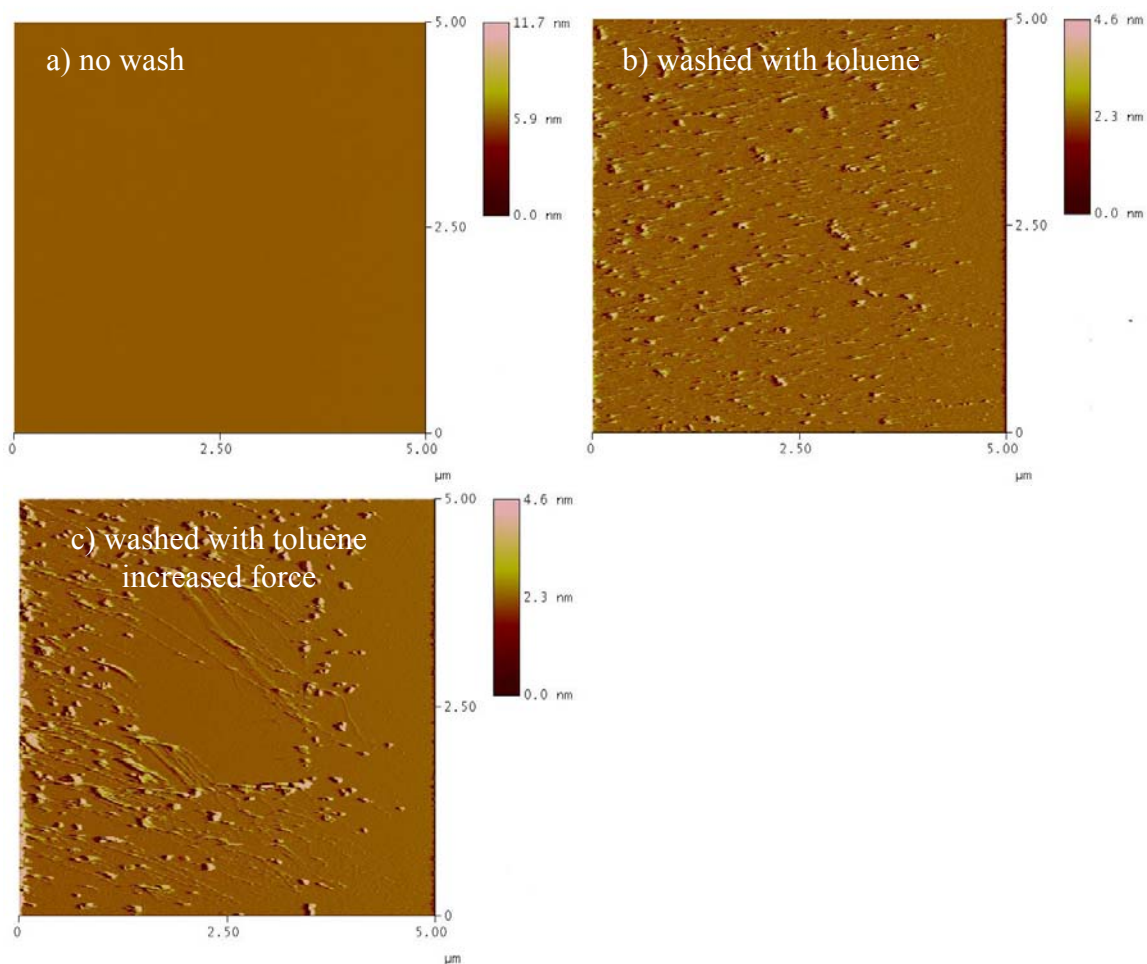 a) no wash
5.00
2.50
0
0
2.50
5.00
µm
11.7 nm
5.9 nm
0.0 nm
b) washed with toluene
5.00
2.50
0
0
2.50
5.00
µm
4.6 nm
2.3 nm
0.0 nm
c) washed with toluene
increased force
5.00
2.50
0
0
2.50
5.00
µm
4.6 nm
2.3 nm
0.0 nm